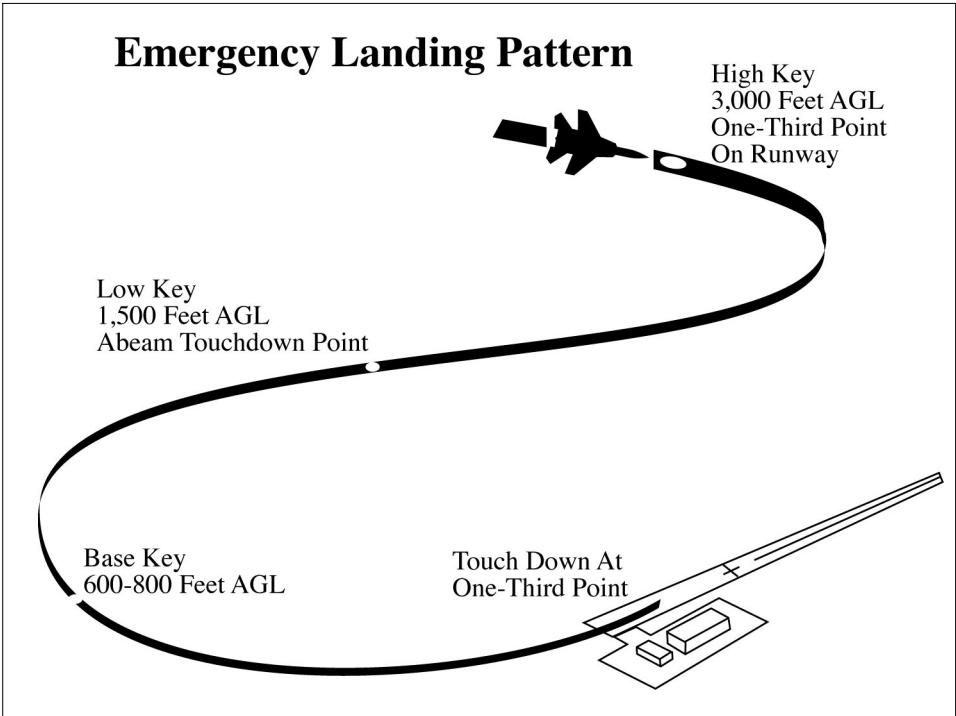 Emergency Landing Pattern
High Key
3,000 Feet AGL
One-Third Point
On Runway
Low Key
1,500 Feet AGL
Abeam Touchdown Point
Base Key
600-800 Feet AGL
Touch Down At
One-Third Point